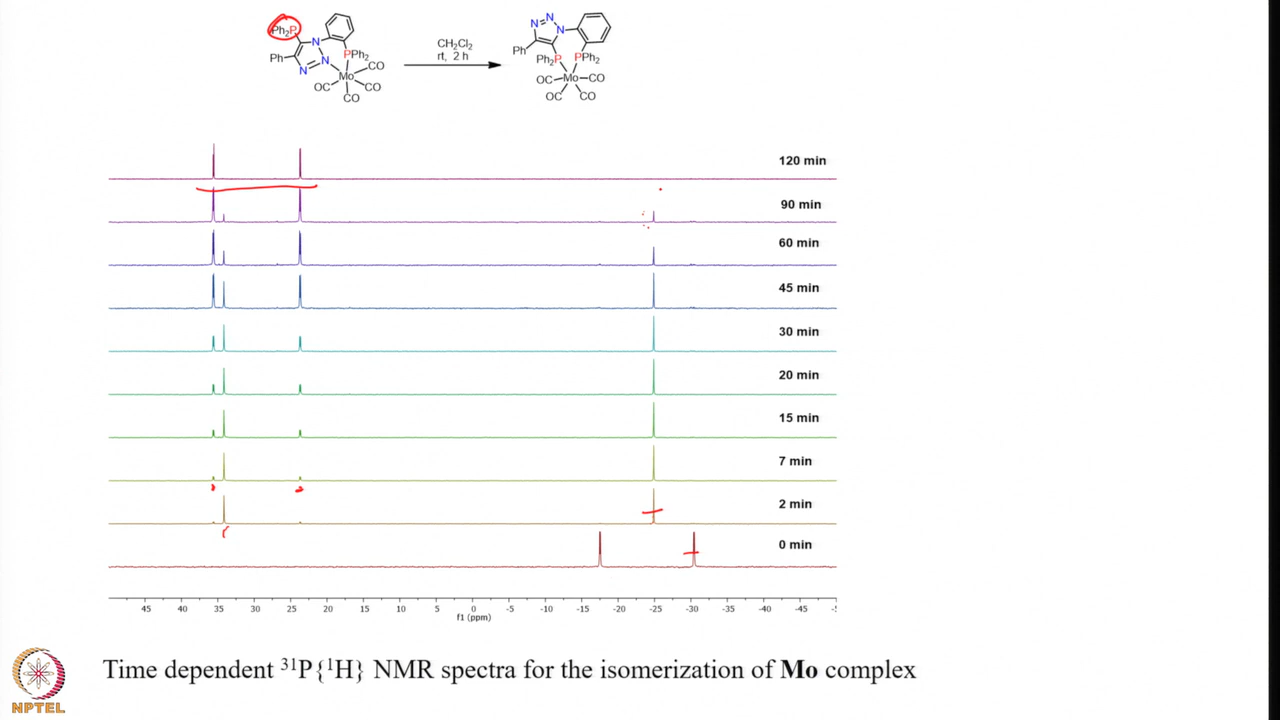 Ph₂P
N
PPh₂
Ph
N
N
Mo
CO
OC
CO
CO
CH₂Cl₂
rt, 2 h
N
N
N
Ph
Ph₂P
PPh₂
OC
Mo
CO
OC
CO
120 min
90 min
60 min
45 min
30 min
20 min
15 min
7 min
2 min
0 min
45 35 30 25 20 15 10 5 0 -5 -10 -15 -20 -25 -30 -35 -40 -45 -5
f1 (ppm)
Time dependent ³¹P{¹H} NMR spectra for the isomerization of Mo complex
NPTEL